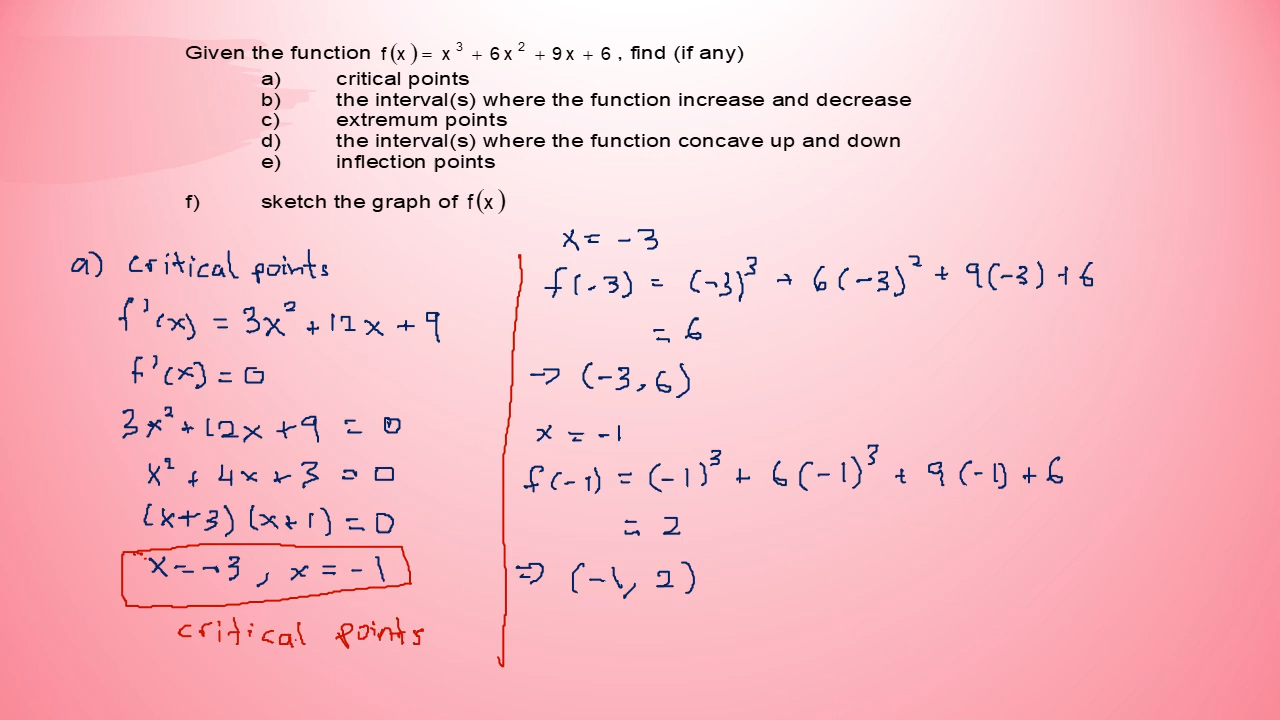 Given the function f(x) = x³ + 6x² + 9x + 6 , find (if any)
a) critical points
b) the interval(s) where the function increase and decrease
c) extremum points
d) the interval(s) where the function concave up and down
e) inflection points
f) sketch the graph of f(x)
a) critical points
f'(x) = 3x² + 12x + 9
f'(x) = 0
3x² + 12x + 9 = 0
x² + 4x + 3 = 0
(x+3) (x+1) = 0
x = -3 , x = -1
critical points
x = -3
f(-3) = (-3)³ + 6(-3)² + 9(-3) + 6
= 6
→ (-3, 6)
x = -1
f(-1) = (-1)³ + 6(-1)³ + 9(-1) + 6
= 2
⇒ (-1, 2)